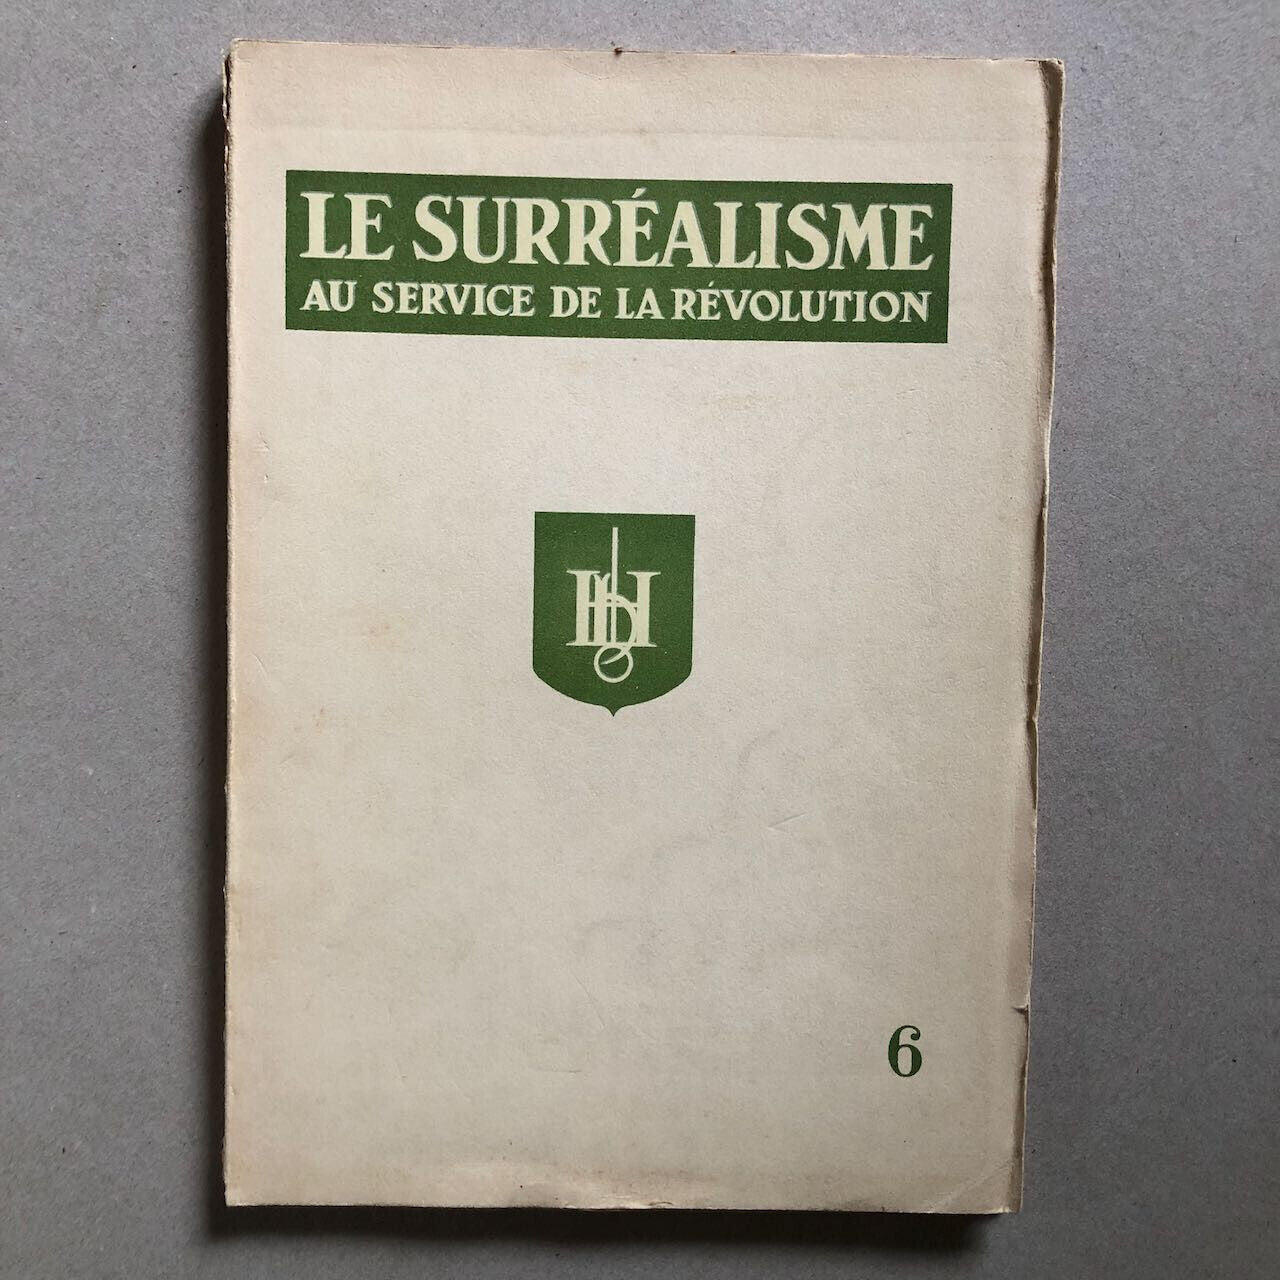 LE SURRÉALISME
AU SERVICE DE LA RÉVOLUTION
6